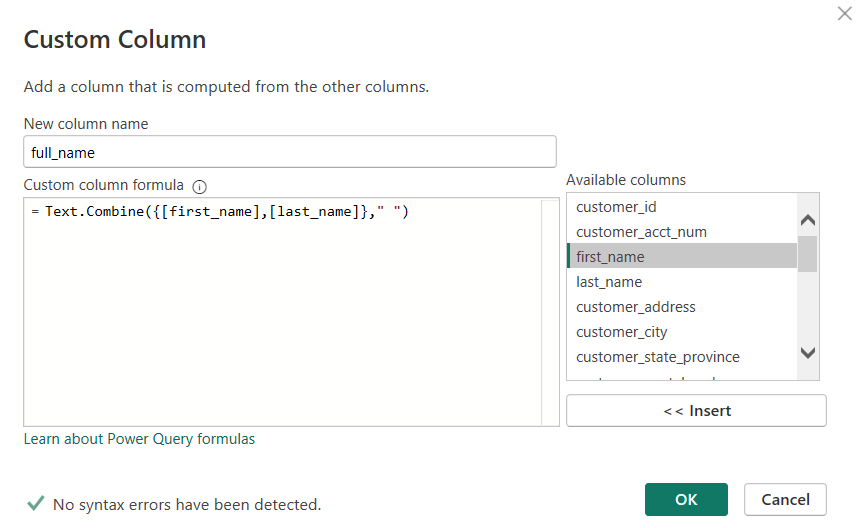 Custom Column
Add a column that is computed from the other columns.
New column name
full_name
Custom column formula
= Text.Combine({[first_name],[last_name]}," ")
Available columns
customer_id
customer_acct_num
first_name
last_name
customer_address
customer_city
customer_state_province
<< Insert
Learn about Power Query formulas
No syntax errors have been detected.
OK
Cancel